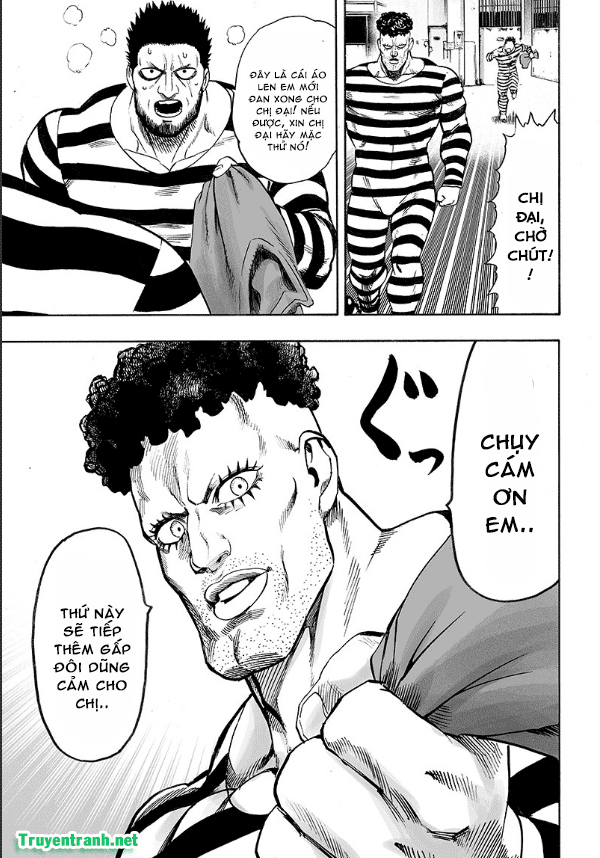 CHỊ
ĐẠI,
CHỜ
CHÚT!
!
ĐÂY LÀ CÁI ÁO
LEN EM MỚI
ĐAN XONG CHO
CHỊ ĐẠI! NẾU
ĐƯỢC, XIN CHỊ
ĐẠI HÃY MẶC
THỬ NÓ!
CHỤY
CÁM
ƠN
EM..
ぐっ
THỨ NÀY
SẼ TIẾP
THÊM GẤP
ĐÔI DŨNG
CẢM CHO
CHỊ..
Truyentranh.net